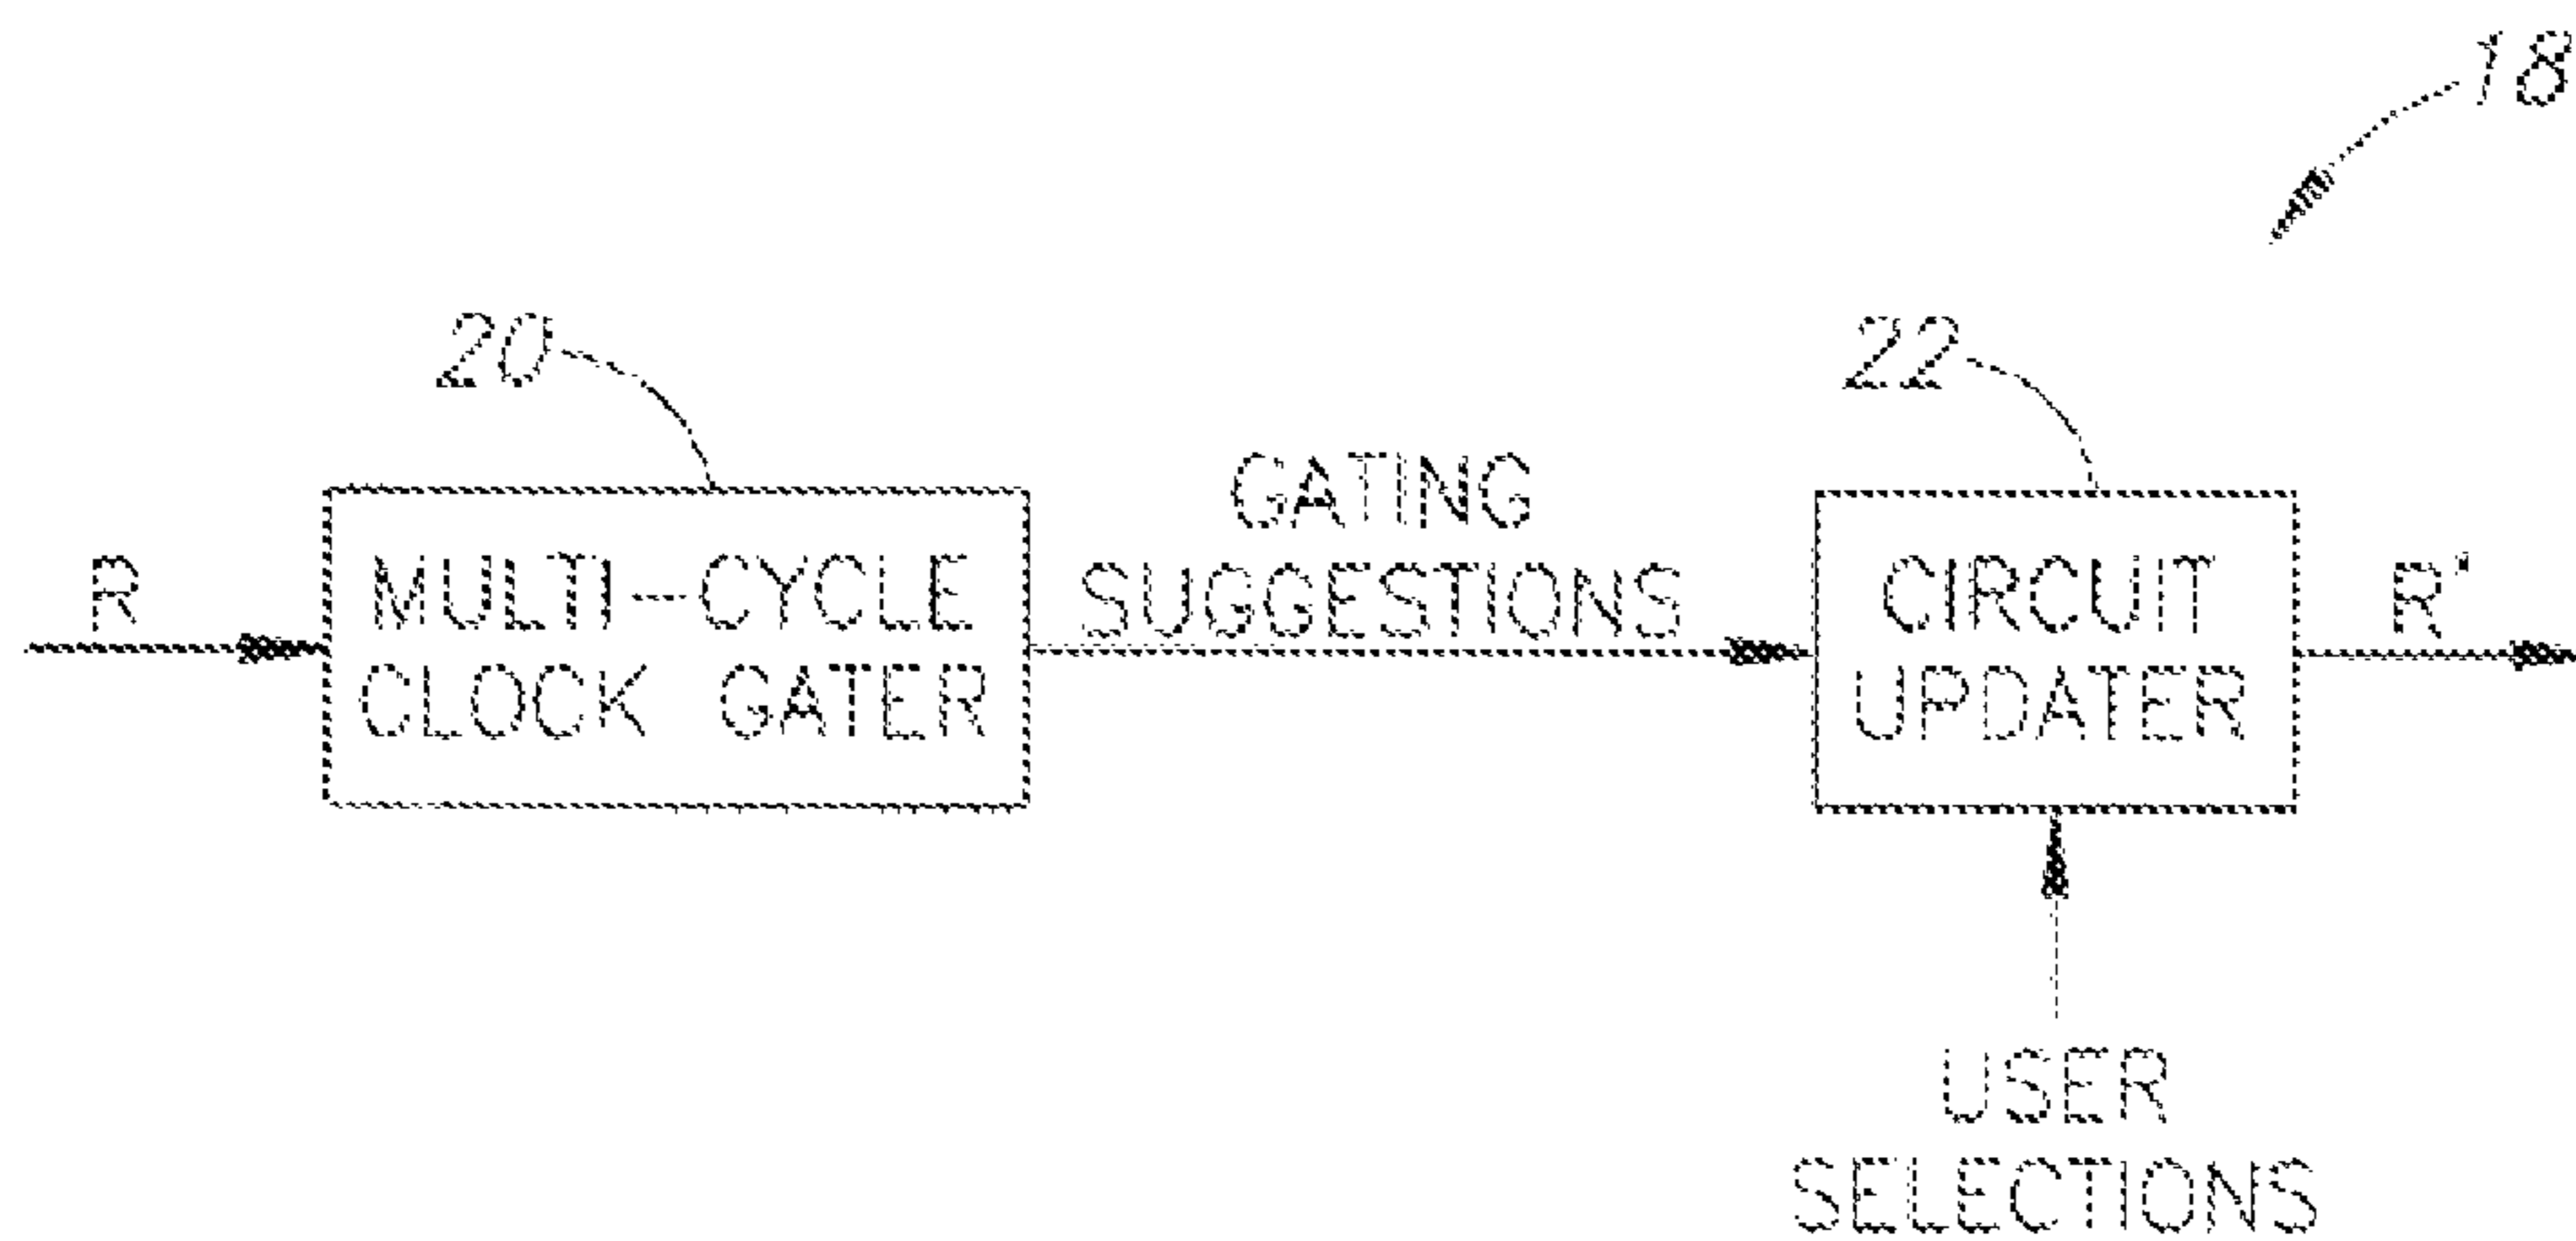 18
20
22
GATING
SUGGESTIONS
R
MULTI-CYCLE
CLOCK GATER
CIRCUIT
UPDATER
R'
USER
SELECTIONS